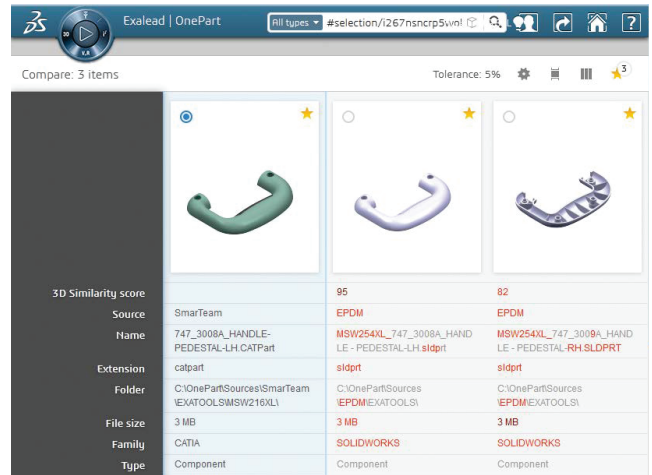 Exalead | OnePart
All types
#selection/i267nsncrp5
Compare: 3 items
Tolerance: 5%
3
3D Similarity score
95
82
Source
SmarTeam
EPDM
EPDM
Name
747_3008A_HANDLE-
PEDESTAL-LH.CATPart
MSW254XL_747_3008A_HAND
LE - PEDESTAL-LH.sldprt
MSW254XL_747_3009A_HAND
LE - PEDESTAL-RH.SLDPRT
Extension
catpart
sldprt
sldprt
Folder
C:\OnePart\Sources\SmarTeam
\EXATOOLS\MSW216XL\
C:\OnePart\Sources
\EPDM\EXATOOLS\
C:\OnePart\Sources
\EPDM\EXATOOLS\
File size
3 MB
3 MB
3 MB
Family
CATIA
SOLIDWORKS
SOLIDWORKS
Type
Component
Component
Component